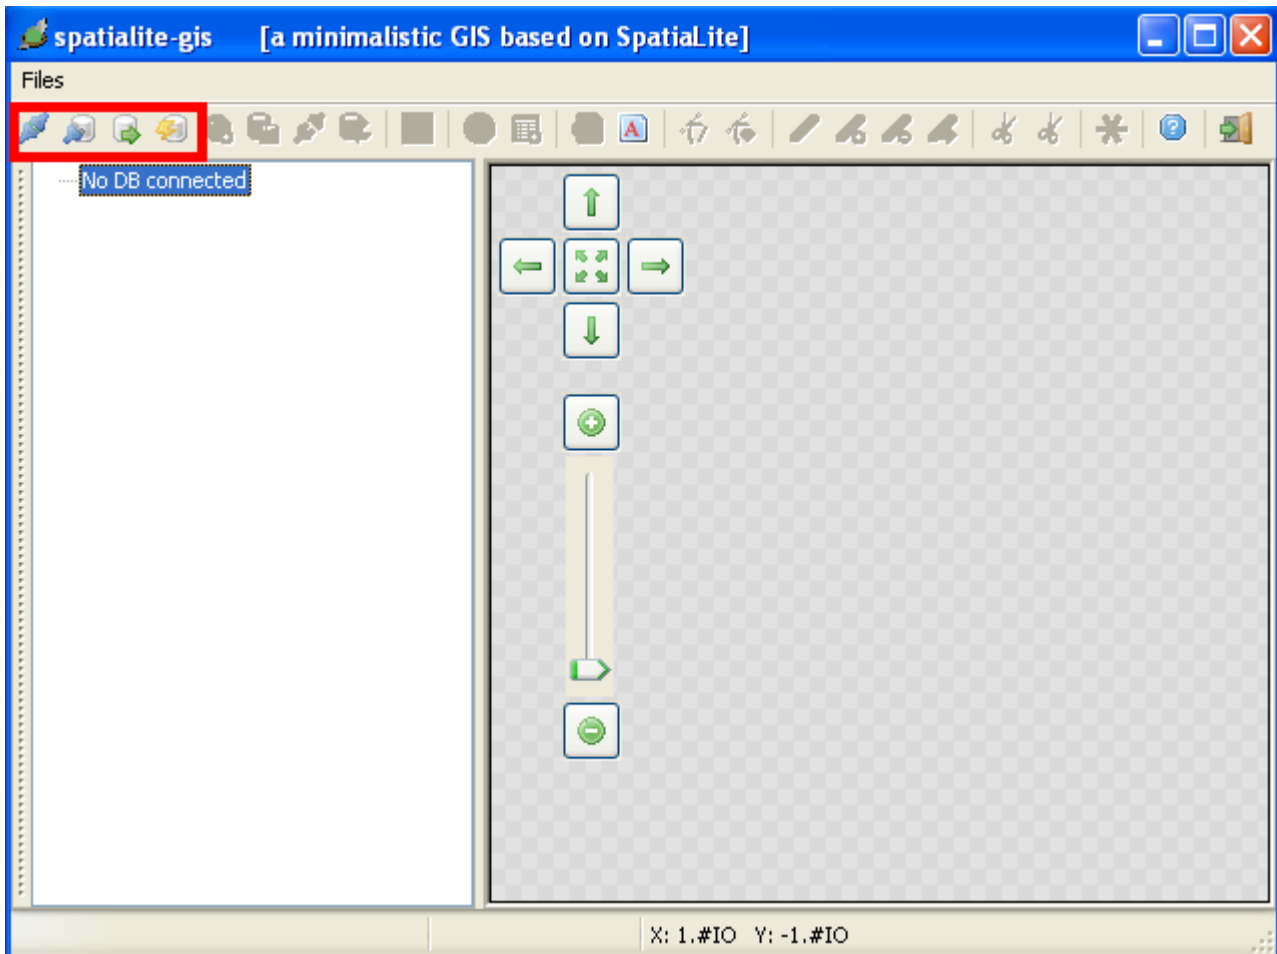 spatialite-gis [a minimalistic GIS based on SpatiaLite]
Files
A ?
No DB connected
X: 1.#IO Y: -1.#IO